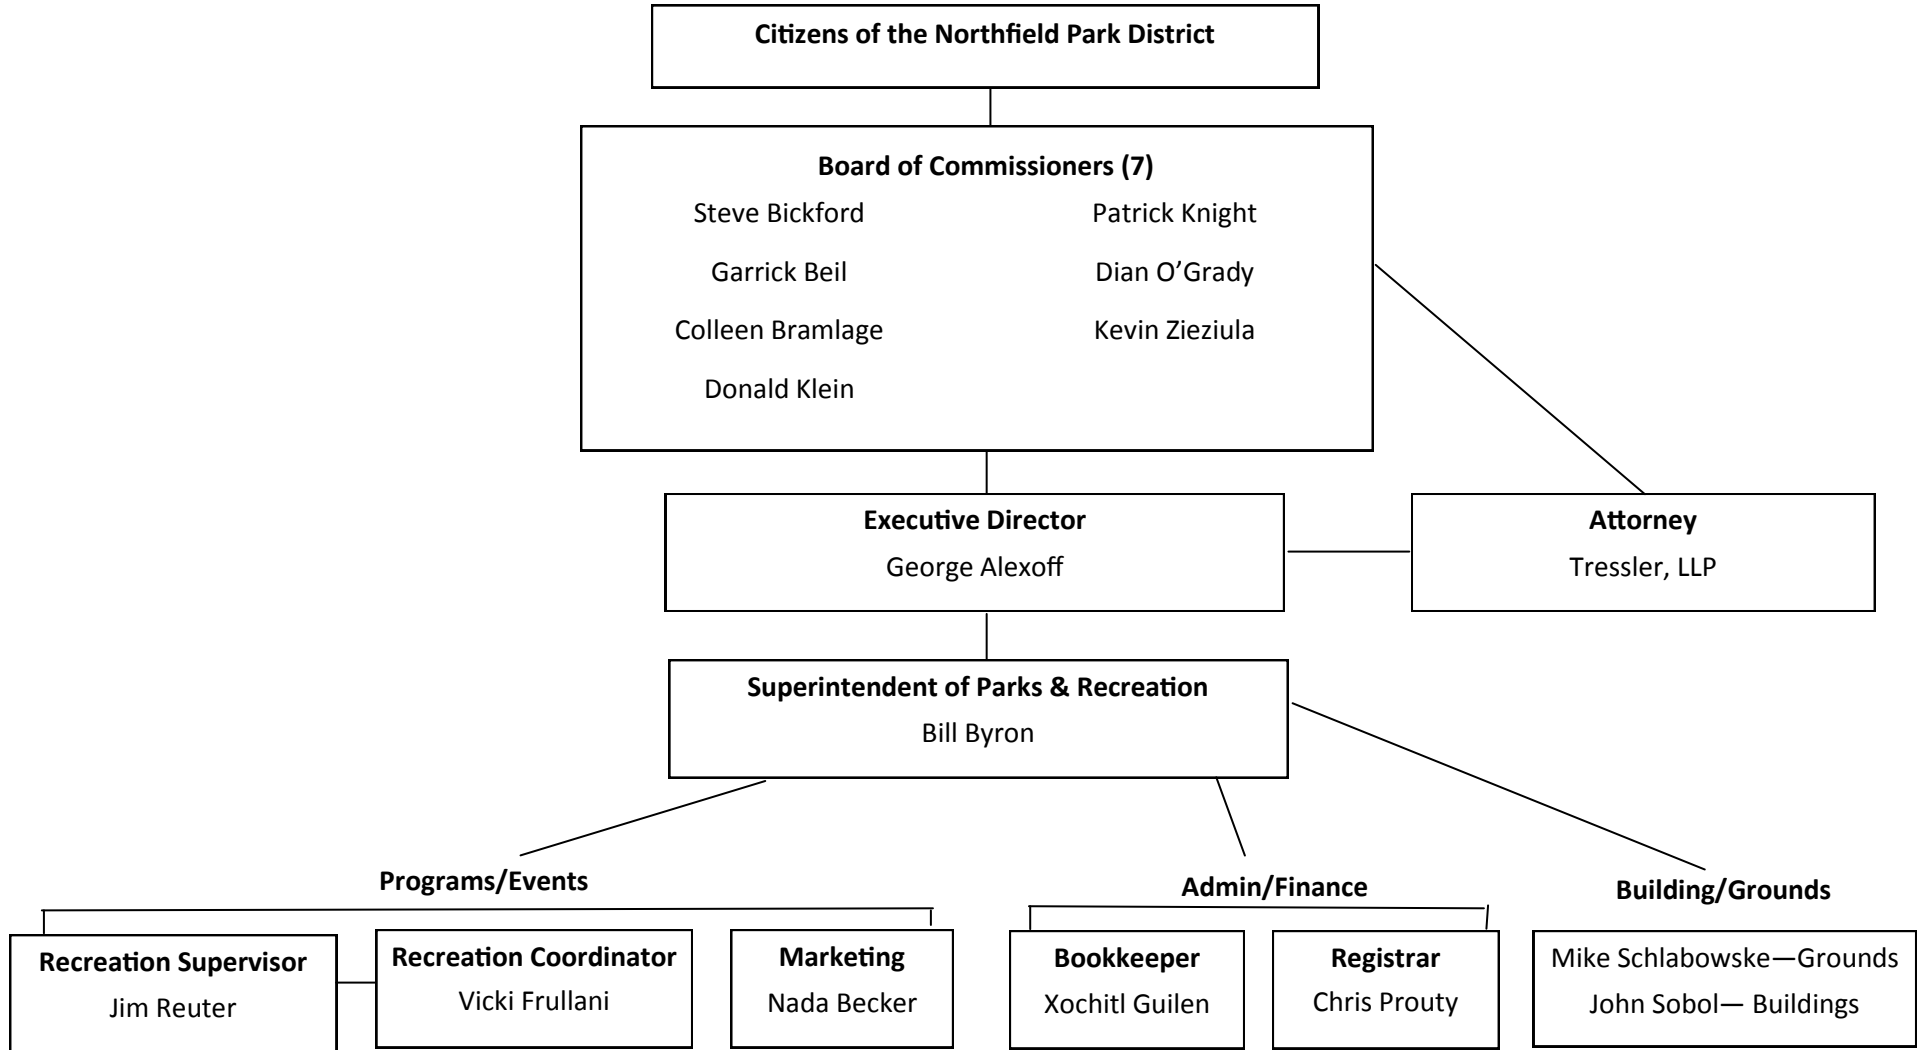 Citizens of the Northfield Park District
Board of Commissioners (7)
Steve Bickford
Patrick Knight
Garrick Beil
Dian O’Grady
Colleen Bramlage
Kevin Zieziula
Donald Klein
Executive Director
George Alexoff
Attorney
Tressler, LLP
Superintendent of Parks & Recreation
Bill Byron
Programs/Events
Admin/Finance
Building/Grounds
Recreation Supervisor
Jim Reuter
Recreation Coordinator
Vicki Frullani
Marketing
Nada Becker
Bookkeeper
Xochitl Guilen
Registrar
Chris Prouty
Mike Schlabowske—Grounds
John Sobol— Buildings